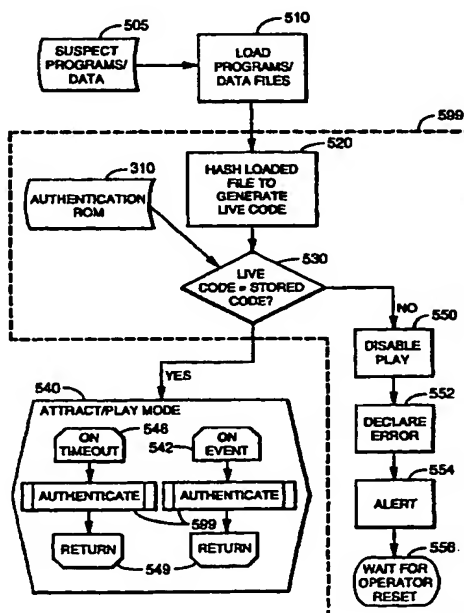 505
SUSPECT
PROGRAMS/
DATA
510
LOAD
PROGRAMS/
DATA FILES
599
520
HASH LOADED
FILE TO
GENERATE
LIVE CODE
310
AUTHENTICATION
ROM
530
LIVE
CODE = STORED
CODE?
NO
YES
550
DISABLE
PLAY
552
DECLARE
ERROR
554
ALERT
556
WAIT FOR
OPERATOR
RESET
540
ATTRACT/PLAY MODE
ON
TIMEOUT
546
542
ON
EVENT
AUTHENTICATE
AUTHENTICATE
599
RETURN
549
RETURN